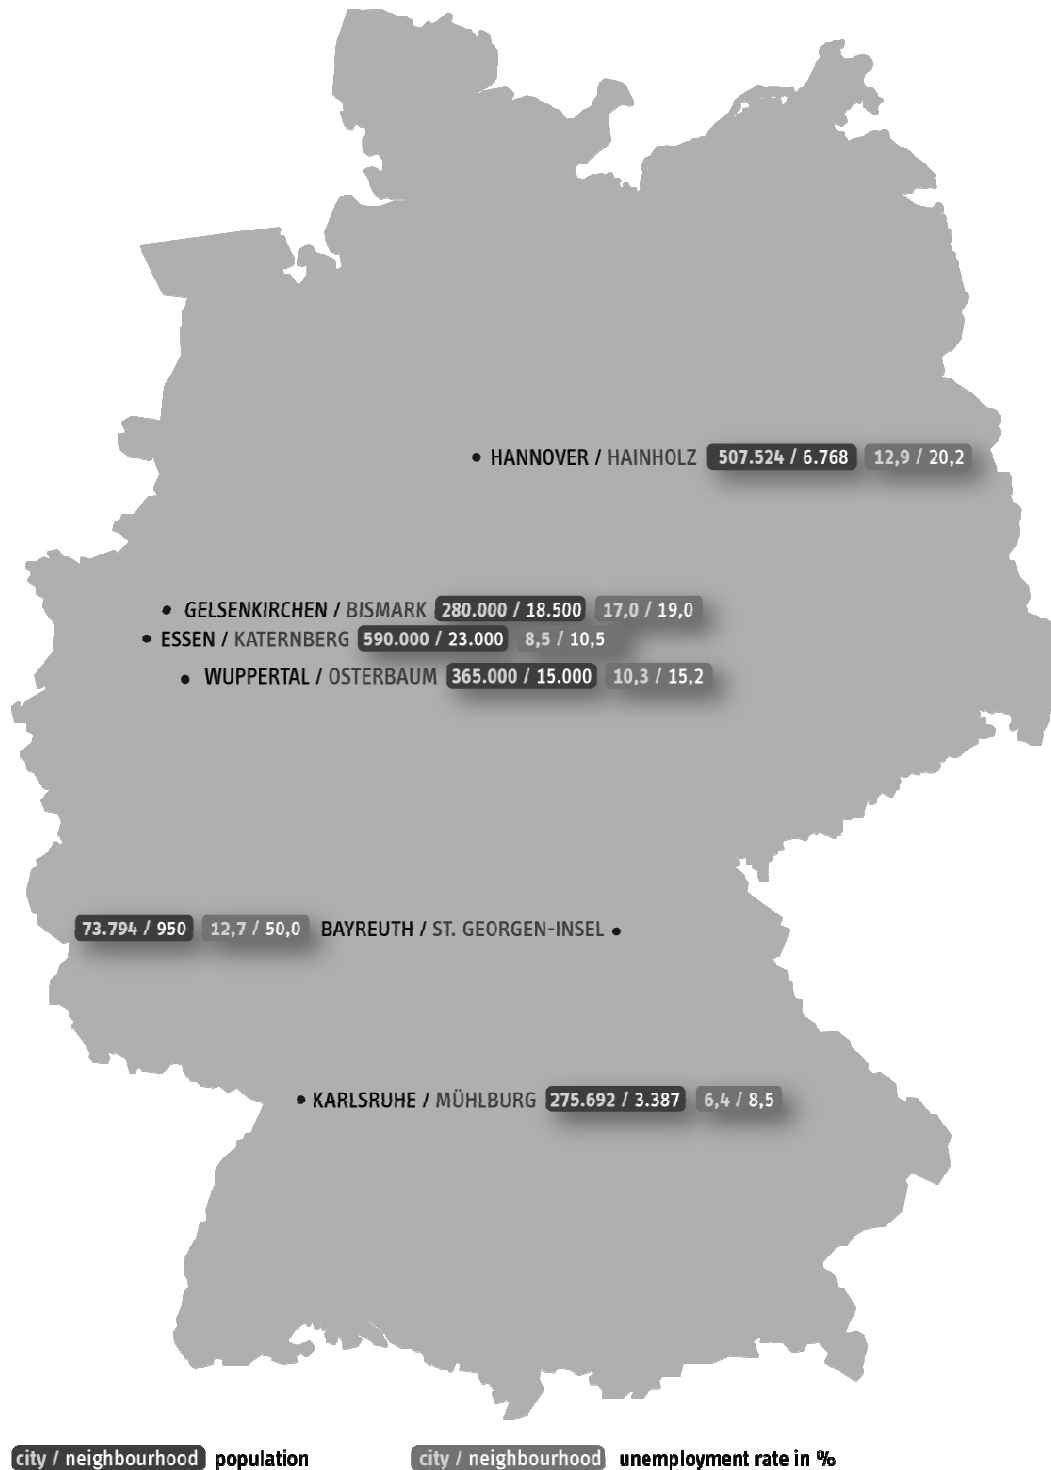 HANNOVER / HAINHOLZ 507.524 / 6.768 12,9 / 20,2
GELSENKIRCHEN / BISMARK 280.000 / 18.500 17,0 / 19,0
ESSEN / KATERNBERG 590.000 / 23.000 8,5 / 10,5
WUPPERTAL / OSTERBAUM 365.000 / 15.000 10,3 / 15,2
73.794 / 950 12,7 / 50,0 BAYREUTH / ST. GEORGEN-INSEL
KARLSRUHE / MÜHLBURG 275.692 / 3.387 6,4 / 8,5
city / neighbourhood population city / neighbourhood unemployment rate in %